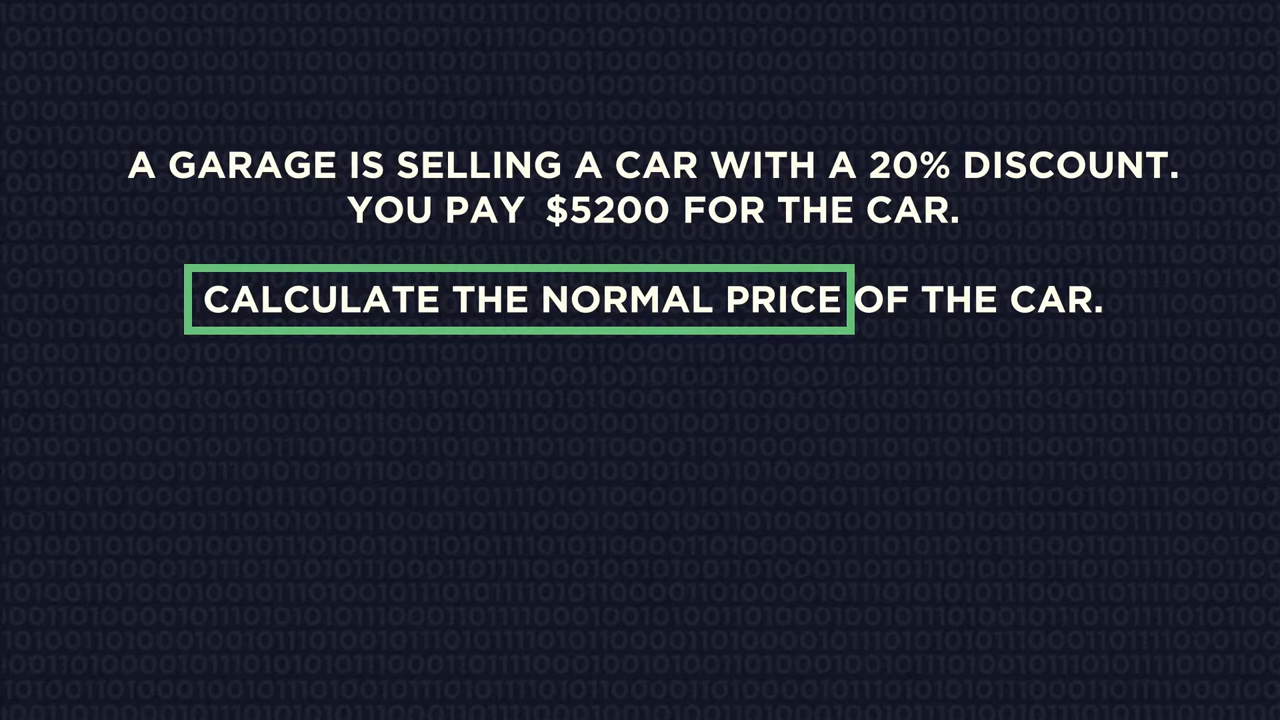 A GARAGE IS SELLING A CAR WITH A 20% DISCOUNT.
YOU PAY $5200 FOR THE CAR.
CALCULATE THE NORMAL PRICE OF THE CAR.